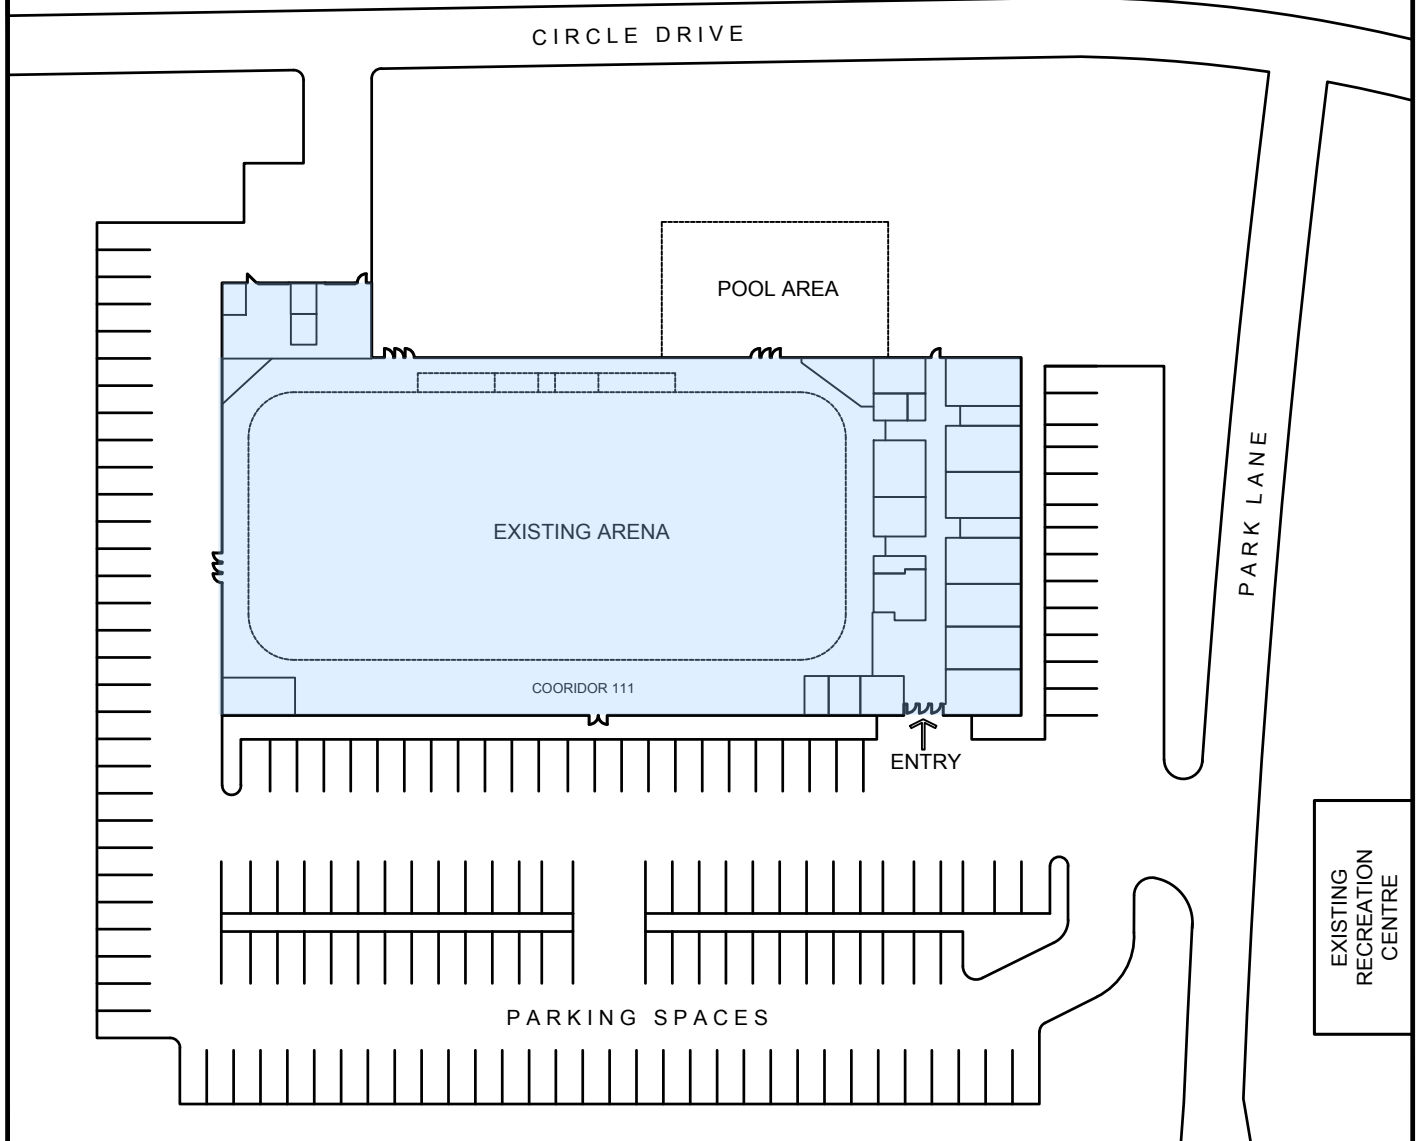 CIRCLE DRIVE
POOL AREA
PARK LANE
EXISTING ARENA
COORIDOR 111
ENTRY
EXISTING
RECREATION
CENTRE
PARKING SPACES